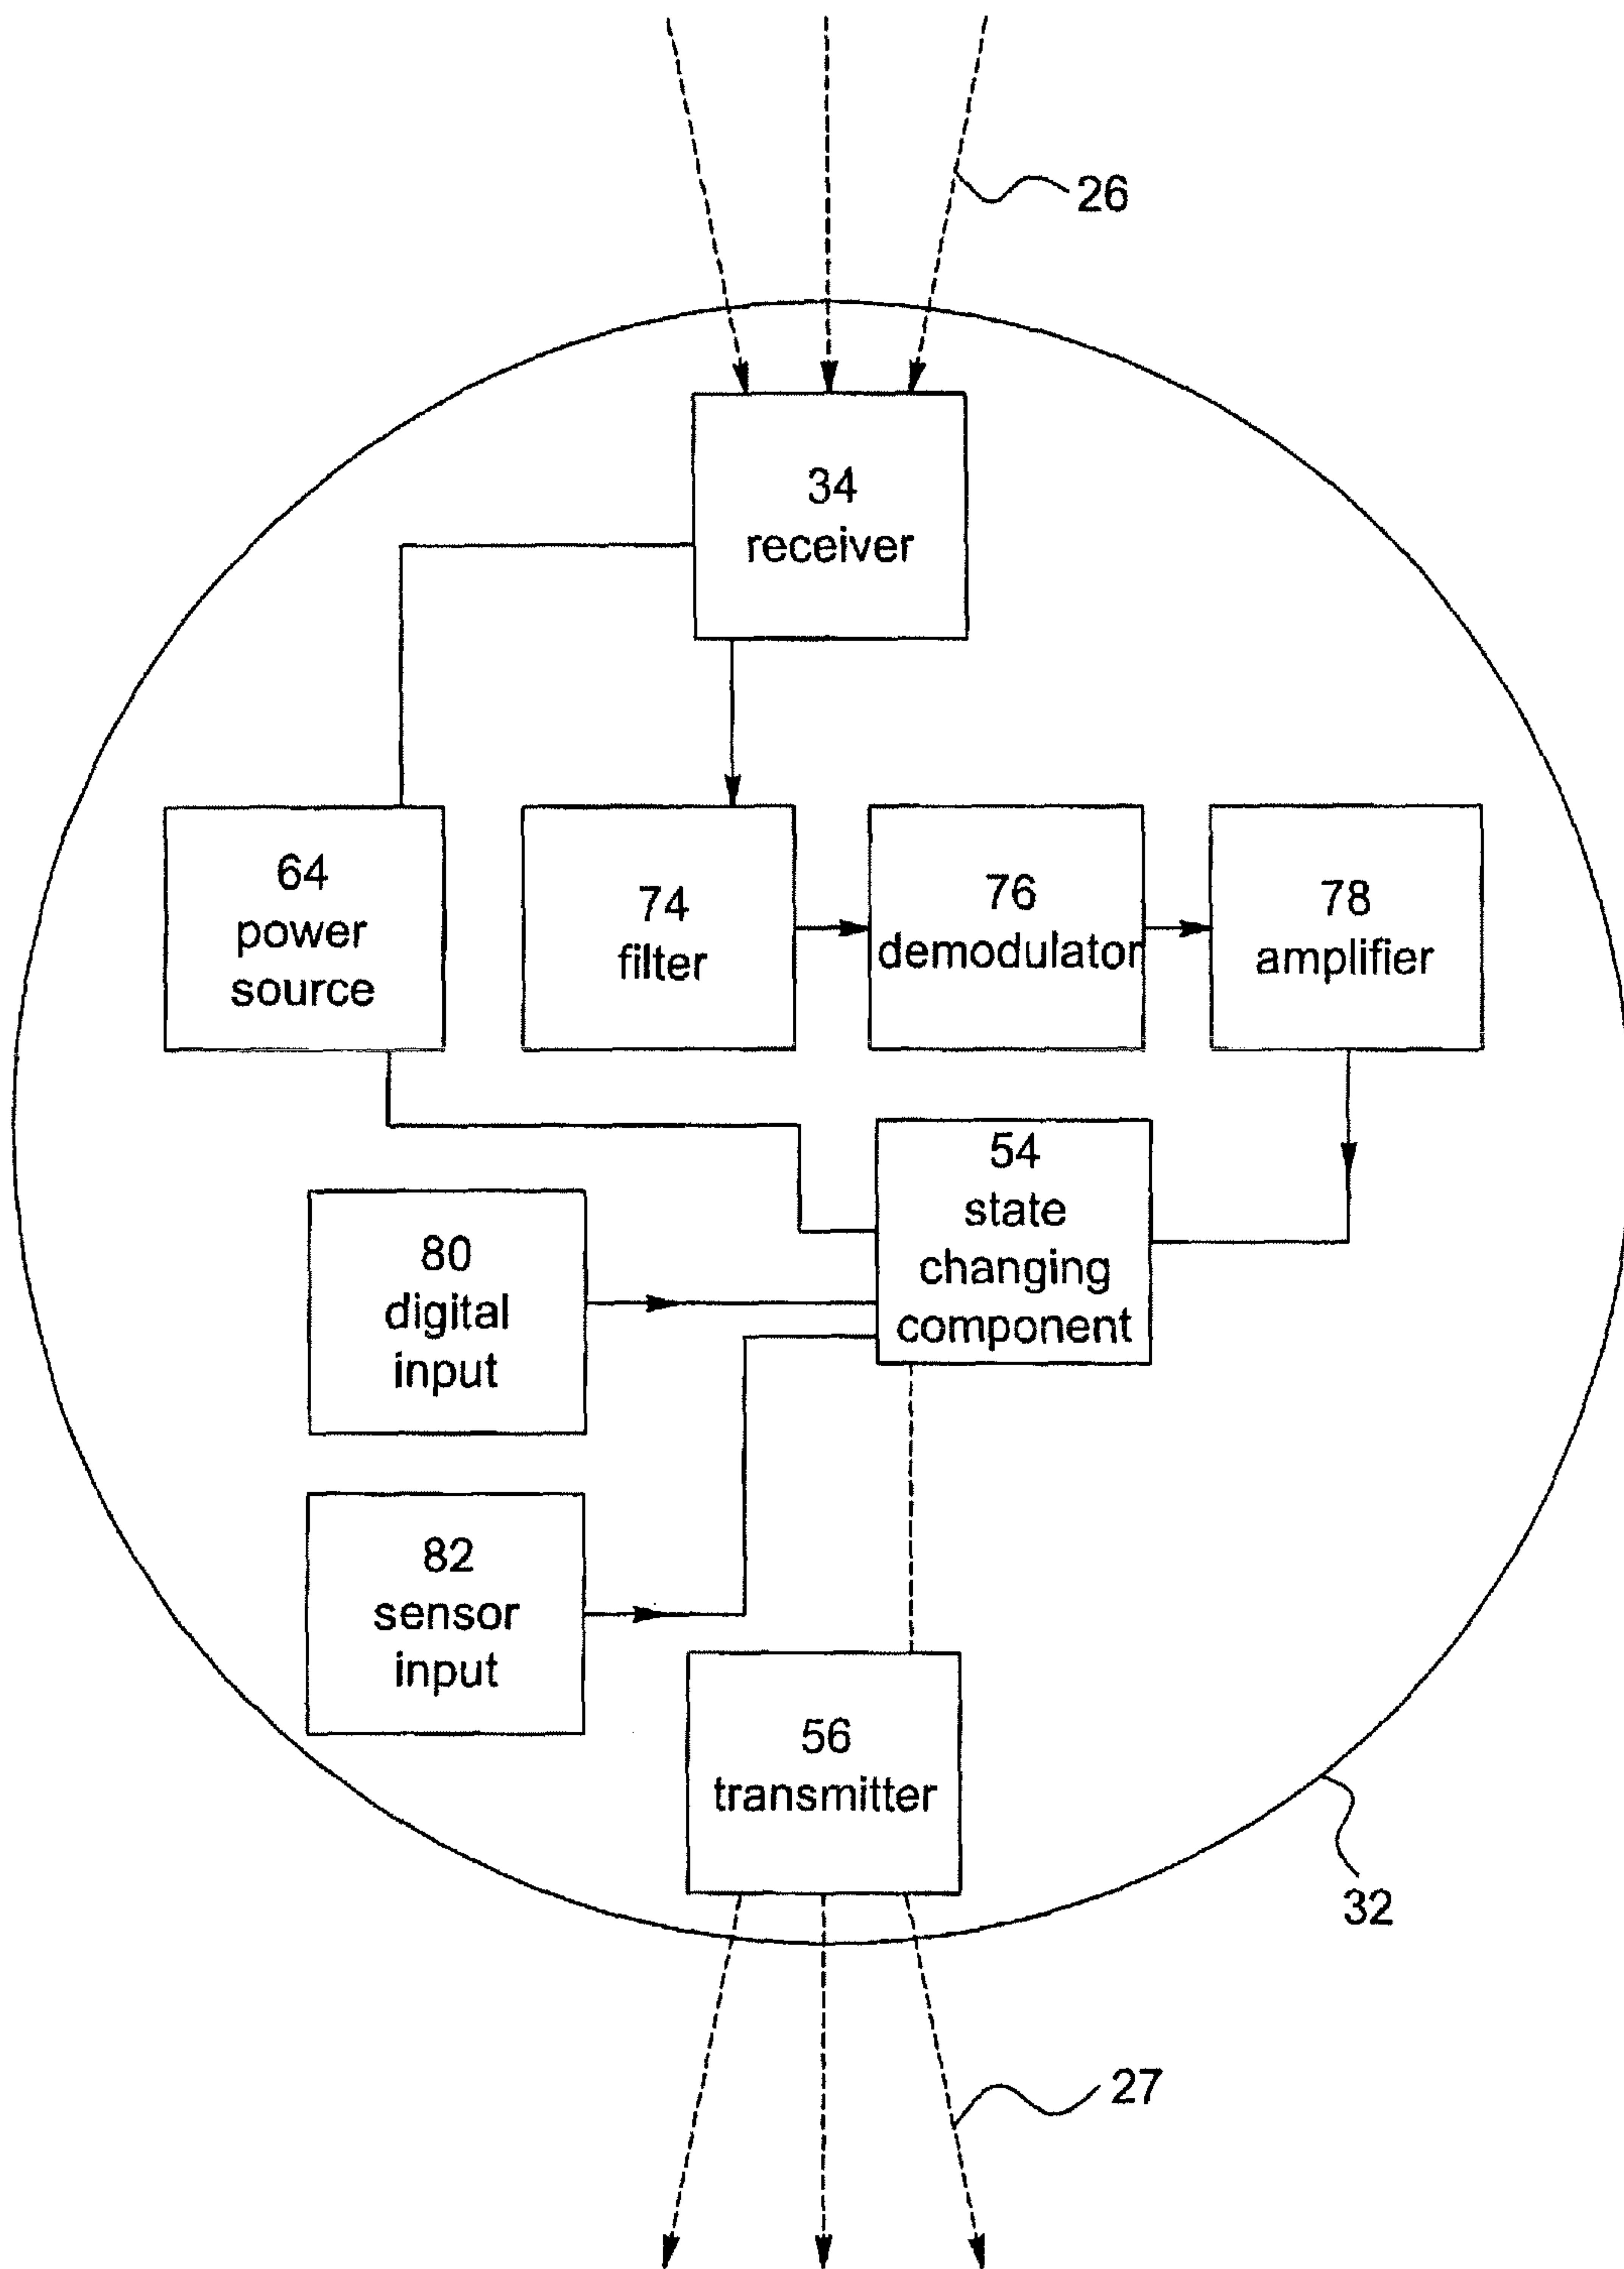 26
34
receiver
64
power
source
74
filter
76
demodulator
78
amplifier
54
state
changing
component
80
digital
input
82
sensor
input
56
transmitter
32
27